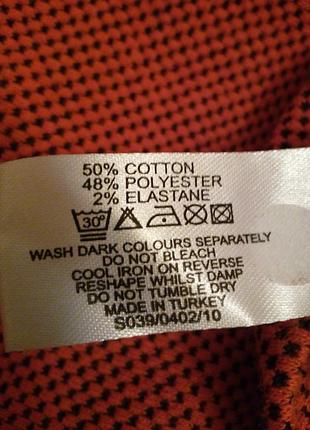 50% COTTON
48% POLYESTER
2% ELASTANE
30°
WASH DARK COLOURS SEPARATELY
DO NOT BLEACH
COOL IRON ON REVERSE
RESHAPE WHILST DAMP
DO NOT TUMBLE DRY
MADE IN TURKEY
S039/0402/10